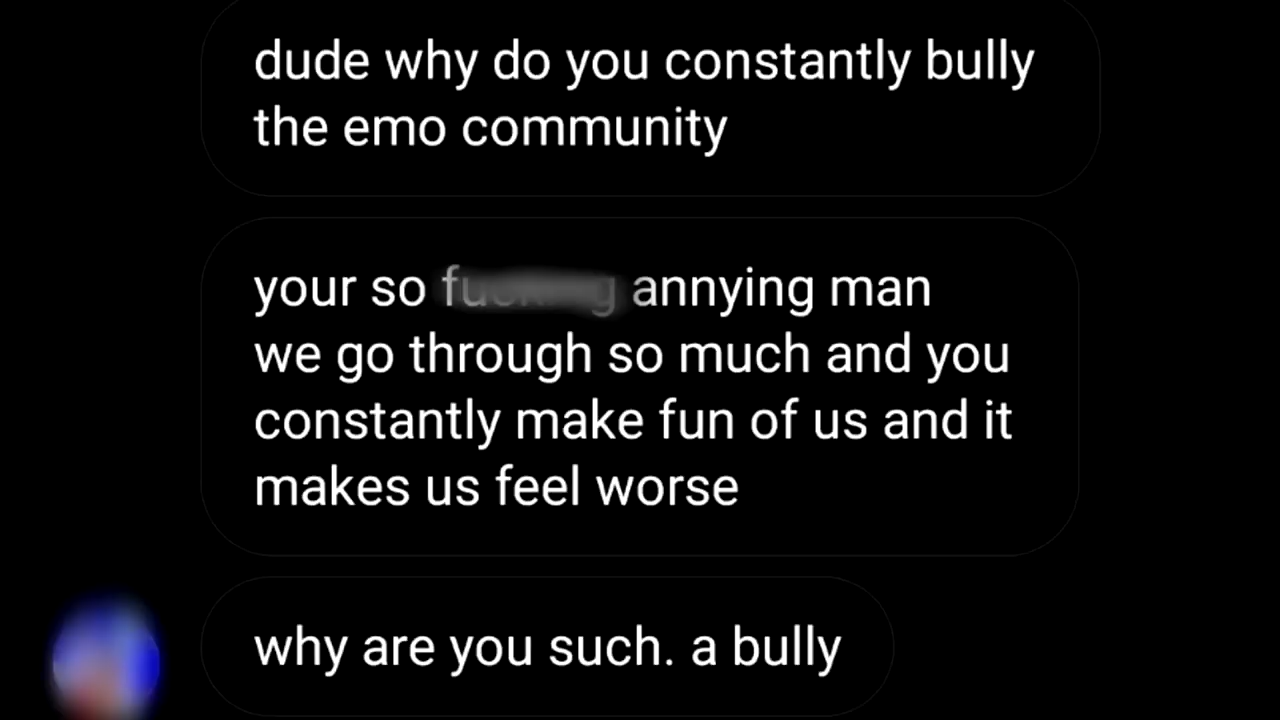 dude why do you constantly bully
the emo community
your so annying man
we go through so much and you
constantly make fun of us and it
makes us feel worse
why are you such. a bully